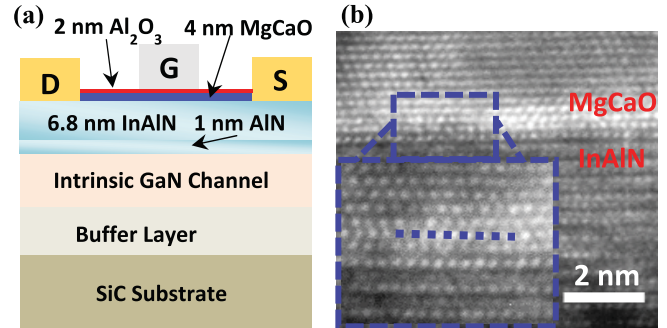 (a)
2 nm Al₂O₃
4 nm MgCaO
D
G
S
6.8 nm InAlN
1 nm AlN
Intrinsic GaN Channel
Buffer Layer
SiC Substrate
(b)
MgCaO
InAlN
2 nm